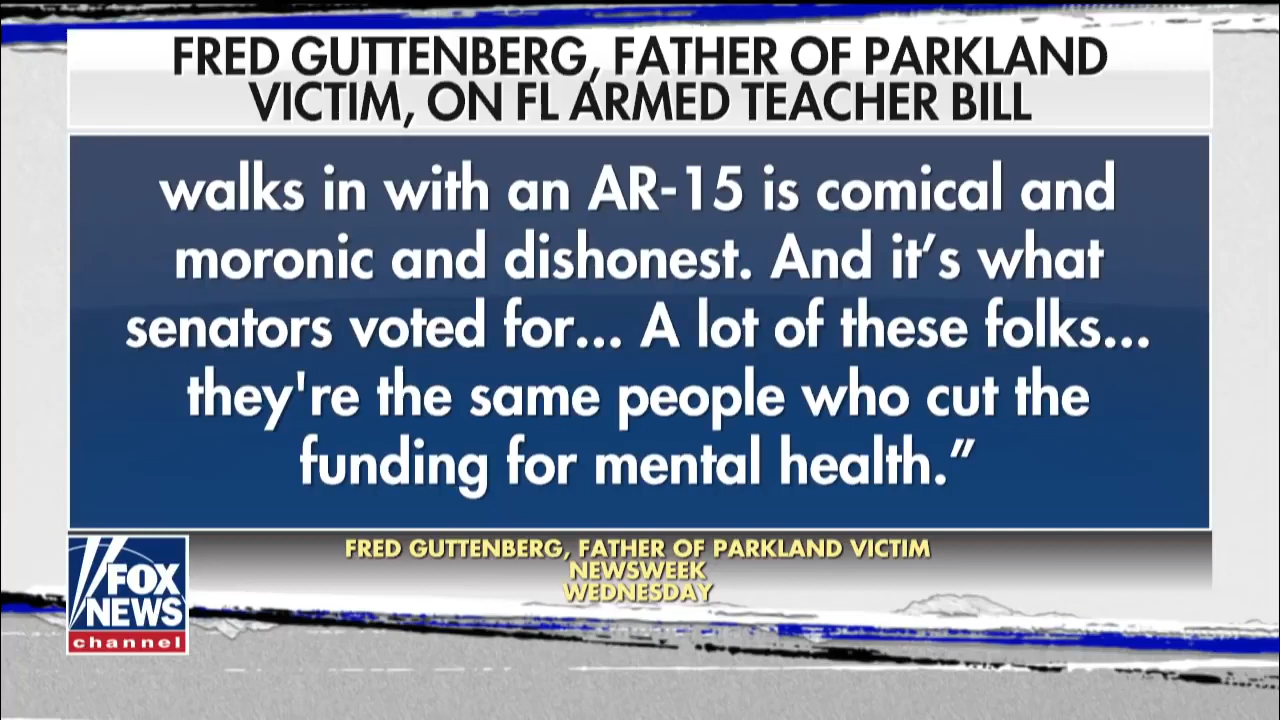 FRED GUTTENBERG, FATHER OF PARKLAND
VICTIM, ON FL ARMED TEACHER BILL
walks in with an AR-15 is comical and
moronic and dishonest. And it’s what
senators voted for... A lot of these folks...
they're the same people who cut the
funding for mental health.”
FRED GUTTENBERG, FATHER OF PARKLAND VICTIM
NEWSWEEK
WEDNESDAY
FOX
NEWS
channel